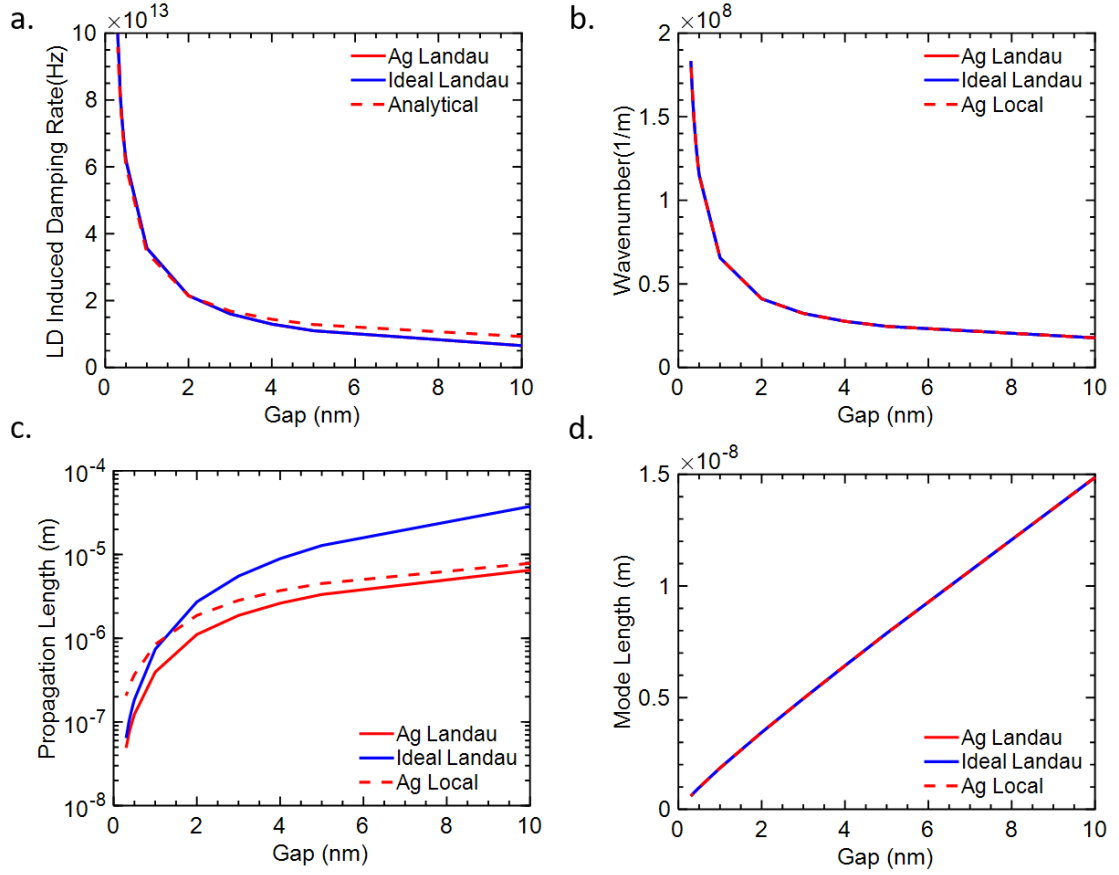 a.
×10^13
10
8
6
4
2
0
LD Induced Damping Rate(Hz)
Ag Landau
Ideal Landau
Analytical
0 2 4 6 8 10
Gap (nm)
b.
×10^8
2
1.5
1
0.5
0
Wavenumber(1/m)
Ag Landau
Ideal Landau
Ag Local
0 2 4 6 8 10
Gap (nm)
c.
10^-4
10^-5
10^-6
10^-7
10^-8
Propagation Length (m)
Ag Landau
Ideal Landau
Ag Local
0 2 4 6 8 10
Gap (nm)
d.
×10^-8
1.5
1
0.5
0
Mode Length (m)
Ag Landau
Ideal Landau
Ag Local
0 2 4 6 8 10
Gap (nm)